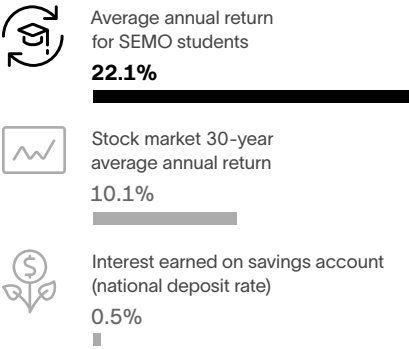 Average annual return
for SEMO students
22.1%
Stock market 30-year
average annual return
10.1%
$
Interest earned on savings account
(national deposit rate)
0.5%